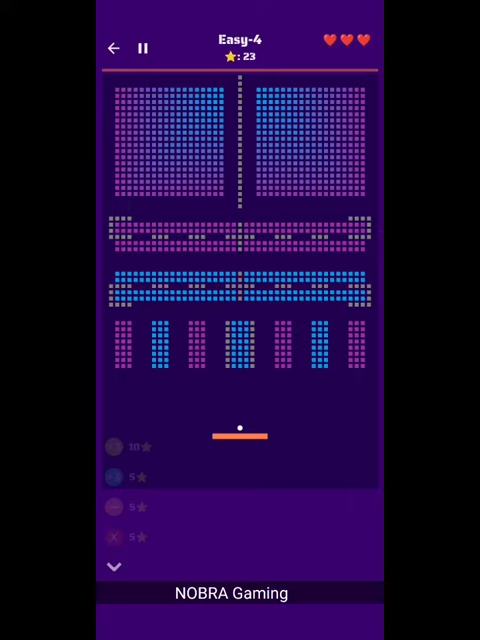 Easy-4
⭐: 23
10⭐
5⭐
5⭐
5⭐
NOBRA Gaming